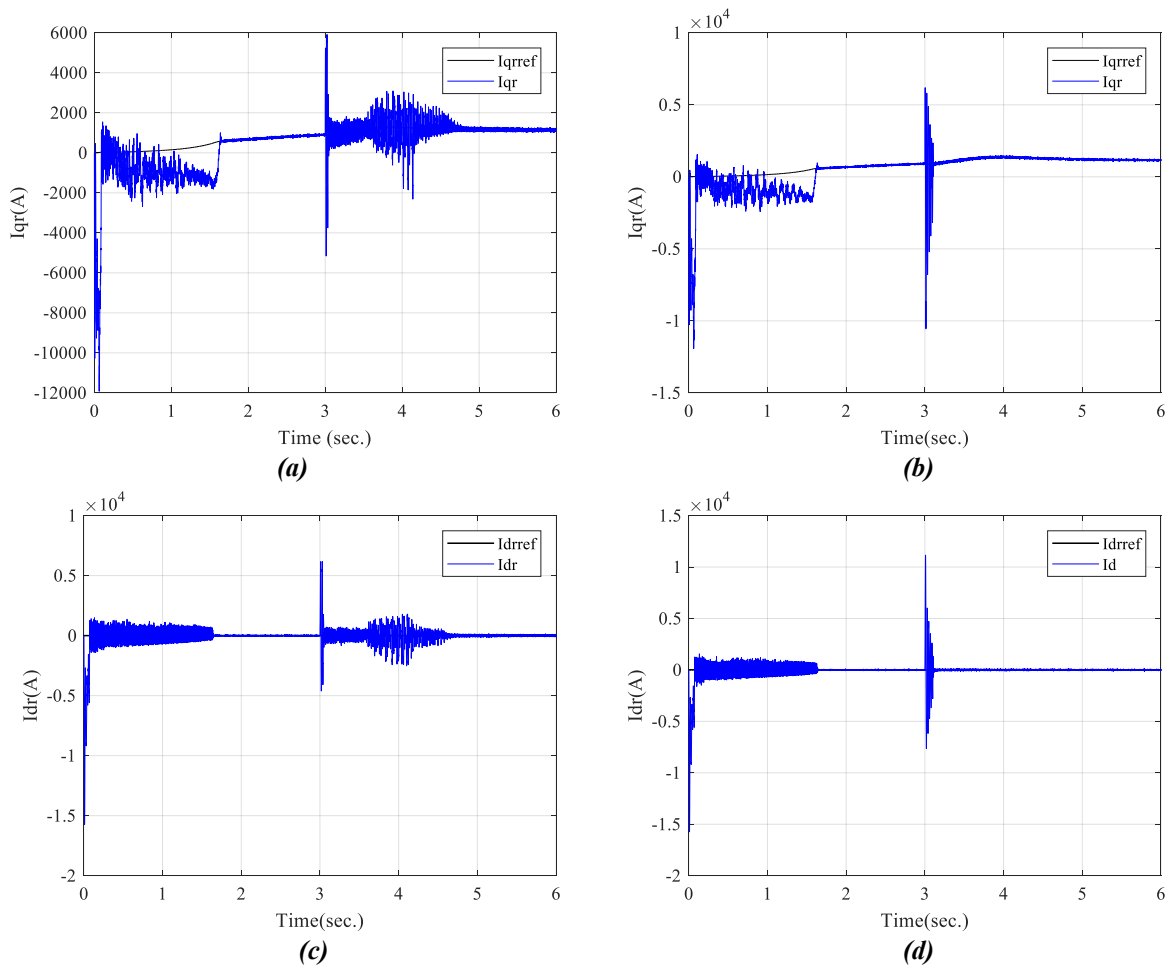 6000
4000
2000
0
-2000
-4000
-6000
-8000
-10000
-12000
Iqr(A)
Iqrref
Iqr
0 1 2 3 4 5 6
Time (sec.)
(a)
×10^4
1
0.5
0
-0.5
-1
-1.5
Iqr(A)
Iqrref
Iqr
0 1 2 3 4 5 6
Time(sec.)
(b)
×10^4
1
0.5
0
-0.5
-1
-1.5
-2
Idr(A)
Idrref
Idr
0 1 2 3 4 5 6
Time(sec.)
(c)
×10^4
1.5
1
0.5
0
-0.5
-1
-1.5
-2
Idr(A)
Idrref
Id
0 1 2 3 4 5 6
Time(sec.)
(d)